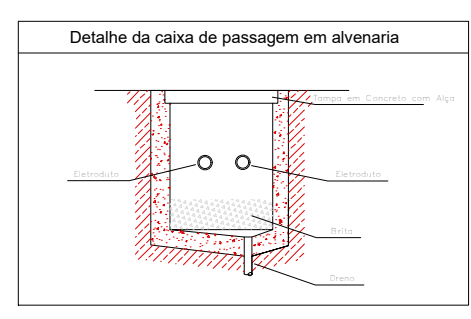 Detalhe da caixa de passagem em alvenaria
Tampa em Concreto com Alça
Eletroduto
Eletroduto
Brita
Dreno